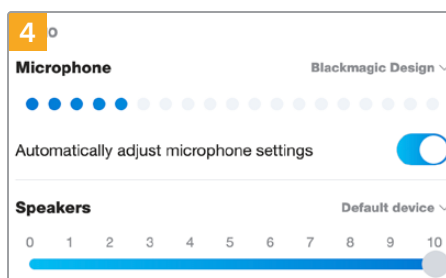 4 o
Microphone Blackmagic Design
Automatically adjust microphone settings
Speakers Default device
0 1 2 3 4 5 6 7 8 9 10